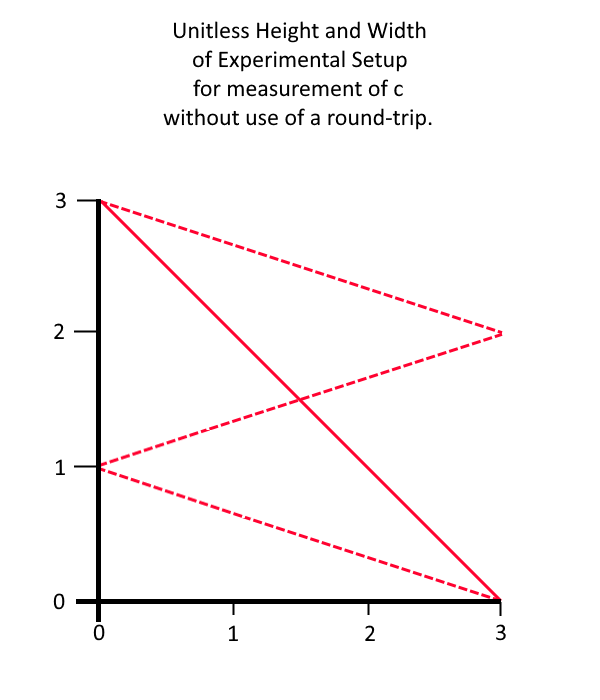 Unitless Height and Width
of Experimental Setup
for measurement of c
without use of a round-trip.
3
2
1
0
0 1 2 3